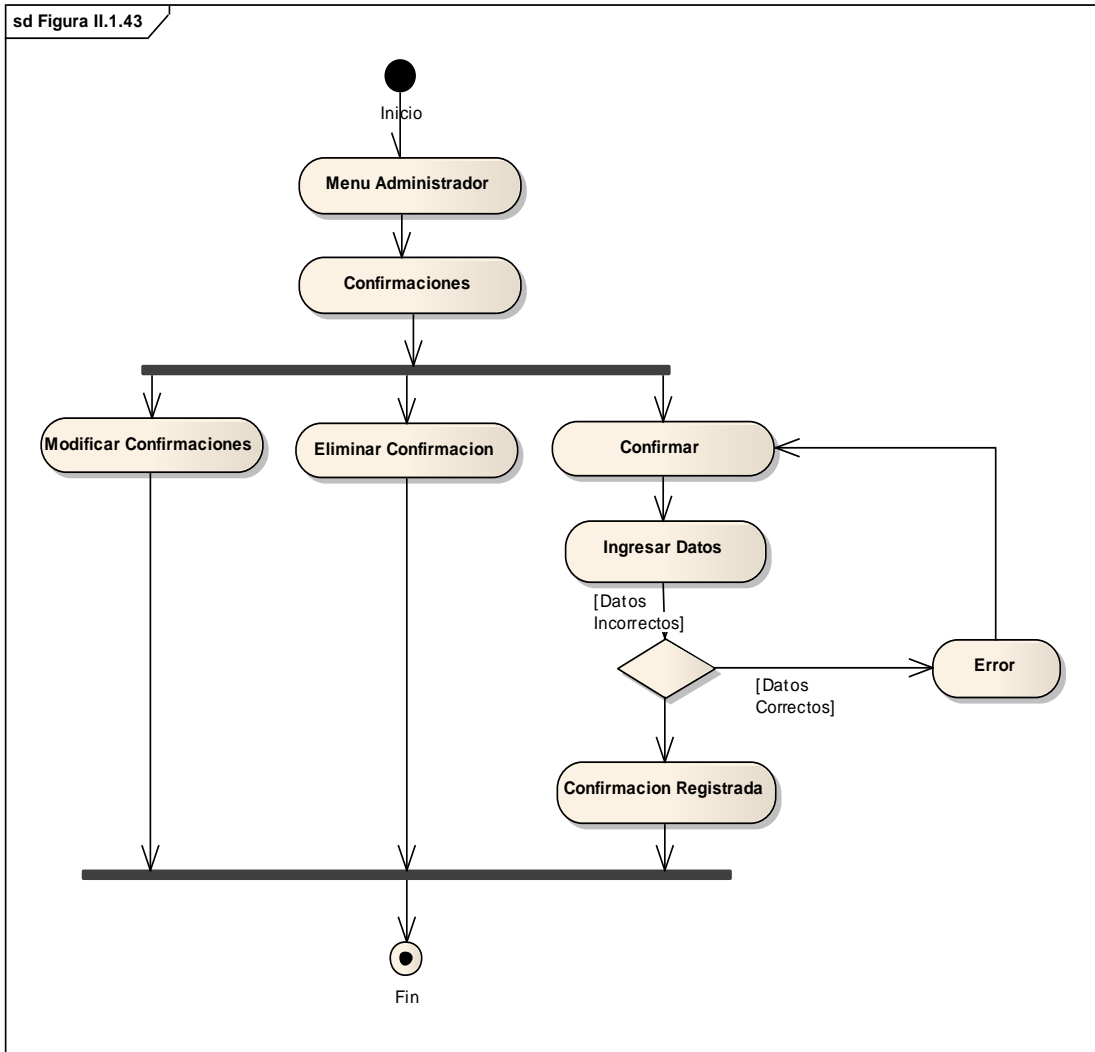 sd Figura II.1.43
Inicio
Menu Administrador
Confirmaciones
Modificar Confirmaciones
Eliminar Confirmacion
Confirmar
Ingresar Datos
[Datos
Incorrectos]
Error
[Datos
Correctos]
Confirmacion Registrada
Fin